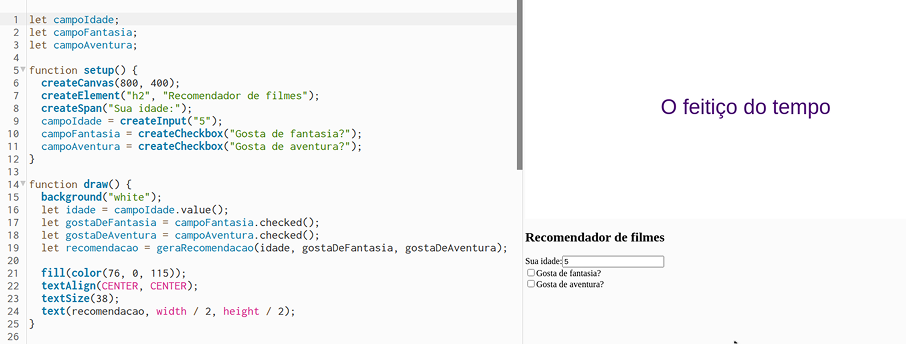 1 let campoIdade;
2 let campoFantasia;
3 let campoAventura;
4
5 function setup() {
6   createCanvas(800, 400);
7   createElement("h2", "Recomendador de filmes");
8   createSpan("Sua idade:");
9   campoIdade = createInput("5");
10   campoFantasia = createCheckbox("Gosta de fantasia?");
11   campoAventura = createCheckbox("Gosta de aventura?");
12 }
13
14 function draw() {
15   background("white");
16   let idade = campoIdade.value();
17   let gostaDeFantasia = campoFantasia.checked();
18   let gostaDeAventura = campoAventura.checked();
19   let recomendacao = geraRecomendacao(idade, gostaDeFantasia, gostaDeAventura);
20
21   fill(color(76, 0, 115));
22   textAlign(CENTER, CENTER);
23   textSize(38);
24   text(recomendacao, width / 2, height / 2);
25 }
26
O feitiço do tempo
Recomendador de filmes
Sua idade: 5
Gosta de fantasia?
Gosta de aventura?